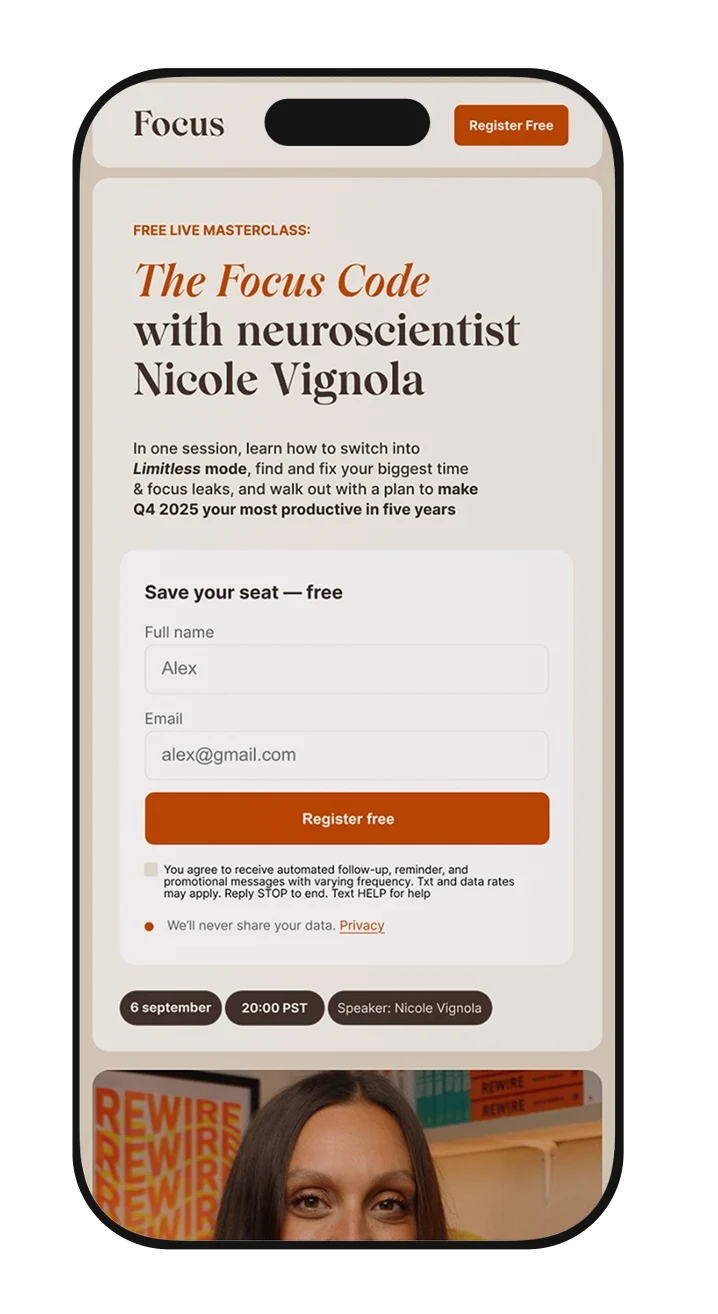 Focus
Register Free
FREE LIVE MASTERCLASS:
The Focus Code
with neuroscientist
Nicole Vignola
In one session, learn how to switch into
Limitless mode, find and fix your biggest time
& focus leaks, and walk out with a plan to make
Q4 2025 your most productive in five years
Save your seat — free
Full name
Alex
Email
alex@gmail.com
Register free
You agree to receive automated follow-up, reminder, and
promotional messages with varying frequency. Txt and data rates
may apply. Reply STOP to end. Text HELP for help
We'll never share your data. Privacy
6 september
20:00 PST
Speaker: Nicole Vignola
REWIRE
REWIRE
REWIRE
REWIRE
REWIRE
REWIRE